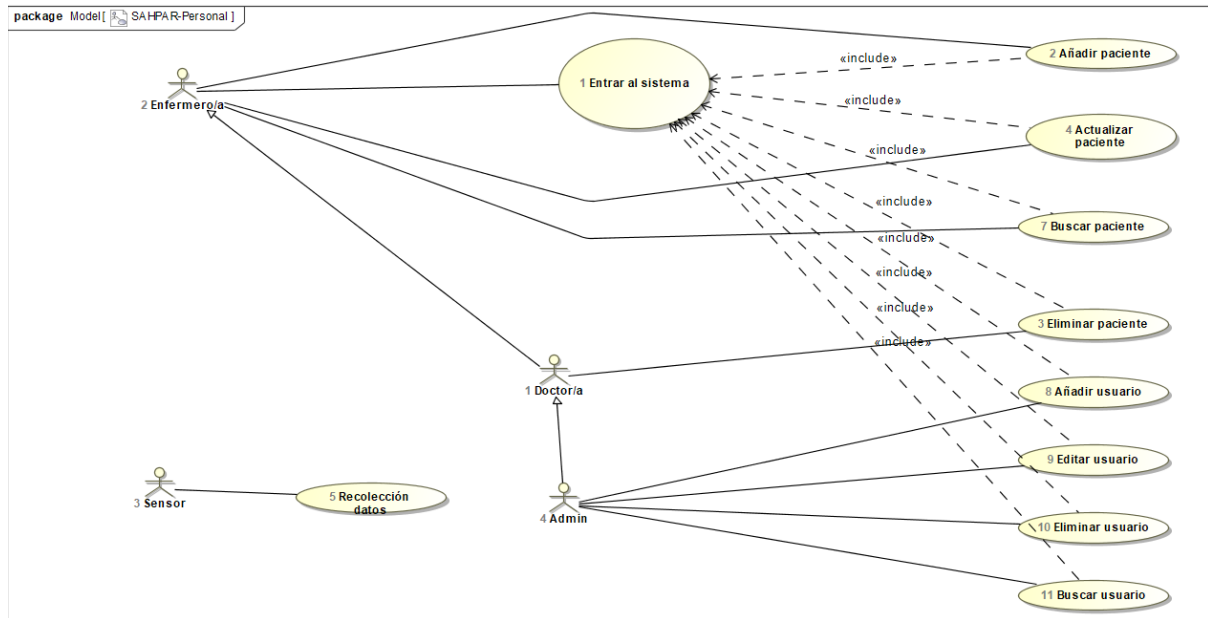 package Model[ SAHPAR-Personal ]
2 Añadir paciente
«include»
1 Entrar al sistema
2 Enfermero/a
«include»
4 Actualizar
paciente
«include»
«include»
7 Buscar paciente
«include»
«include»
«include»
3 Eliminar paciente
«include»
1 Doctor/a
8 Añadir usuario
9 Editar usuario
3 Sensor
5 Recolección
datos
4 Admin
10 Eliminar usuario
11 Buscar usuario